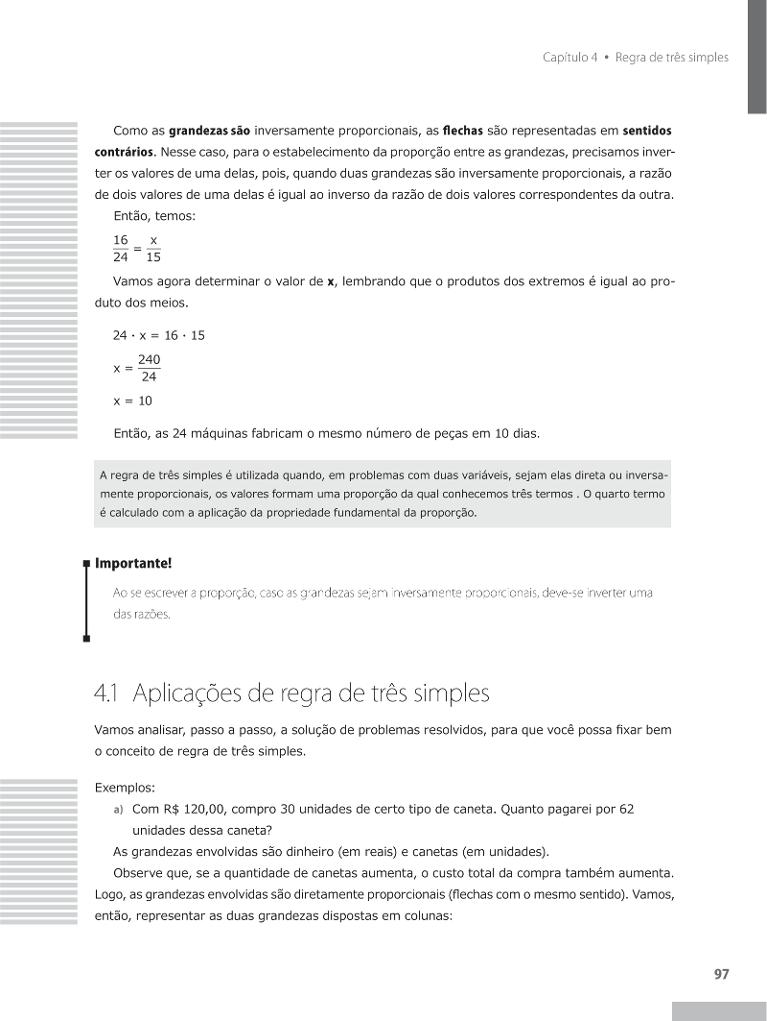 Capítulo 4 • Regra de três simples
Como as grandezas são inversamente proporcionais, as flechas são representadas em sentidos
contrários. Nesse caso, para o estabelecimento da proporção entre as grandezas, precisamos inver-
ter os valores de uma delas, pois, quando duas grandezas são inversamente proporcionais, a razão
de dois valores de uma delas é igual ao inverso da razão de dois valores correspondentes da outra.
Então, temos:
16/24 = x/15
Vamos agora determinar o valor de x, lembrando que o produtos dos extremos é igual ao pro-
duto dos meios.
24 · x = 16 · 15
x = 240/24
x = 10
Então, as 24 máquinas fabricam o mesmo número de peças em 10 dias.
A regra de três simples é utilizada quando, em problemas com duas variáveis, sejam elas direta ou inversa-
mente proporcionais, os valores formam uma proporção da qual conhecemos três termos . O quarto termo
é calculado com a aplicação da propriedade fundamental da proporção.
Importante!
Ao se escrever a proporção, caso as grandezas sejam inversamente proporcionais, deve-se inverter uma
das razões.
4.1 Aplicações de regra de três simples
Vamos analisar, passo a passo, a solução de problemas resolvidos, para que você possa fixar bem
o conceito de regra de três simples.
Exemplos:
a) Com R$ 120,00, compro 30 unidades de certo tipo de caneta. Quanto pagarei por 62
unidades dessa caneta?
As grandezas envolvidas são dinheiro (em reais) e canetas (em unidades).
Observe que, se a quantidade de canetas aumenta, o custo total da compra também aumenta.
Logo, as grandezas envolvidas são diretamente proporcionais (flechas com o mesmo sentido). Vamos,
então, representar as duas grandezas dispostas em colunas:
97